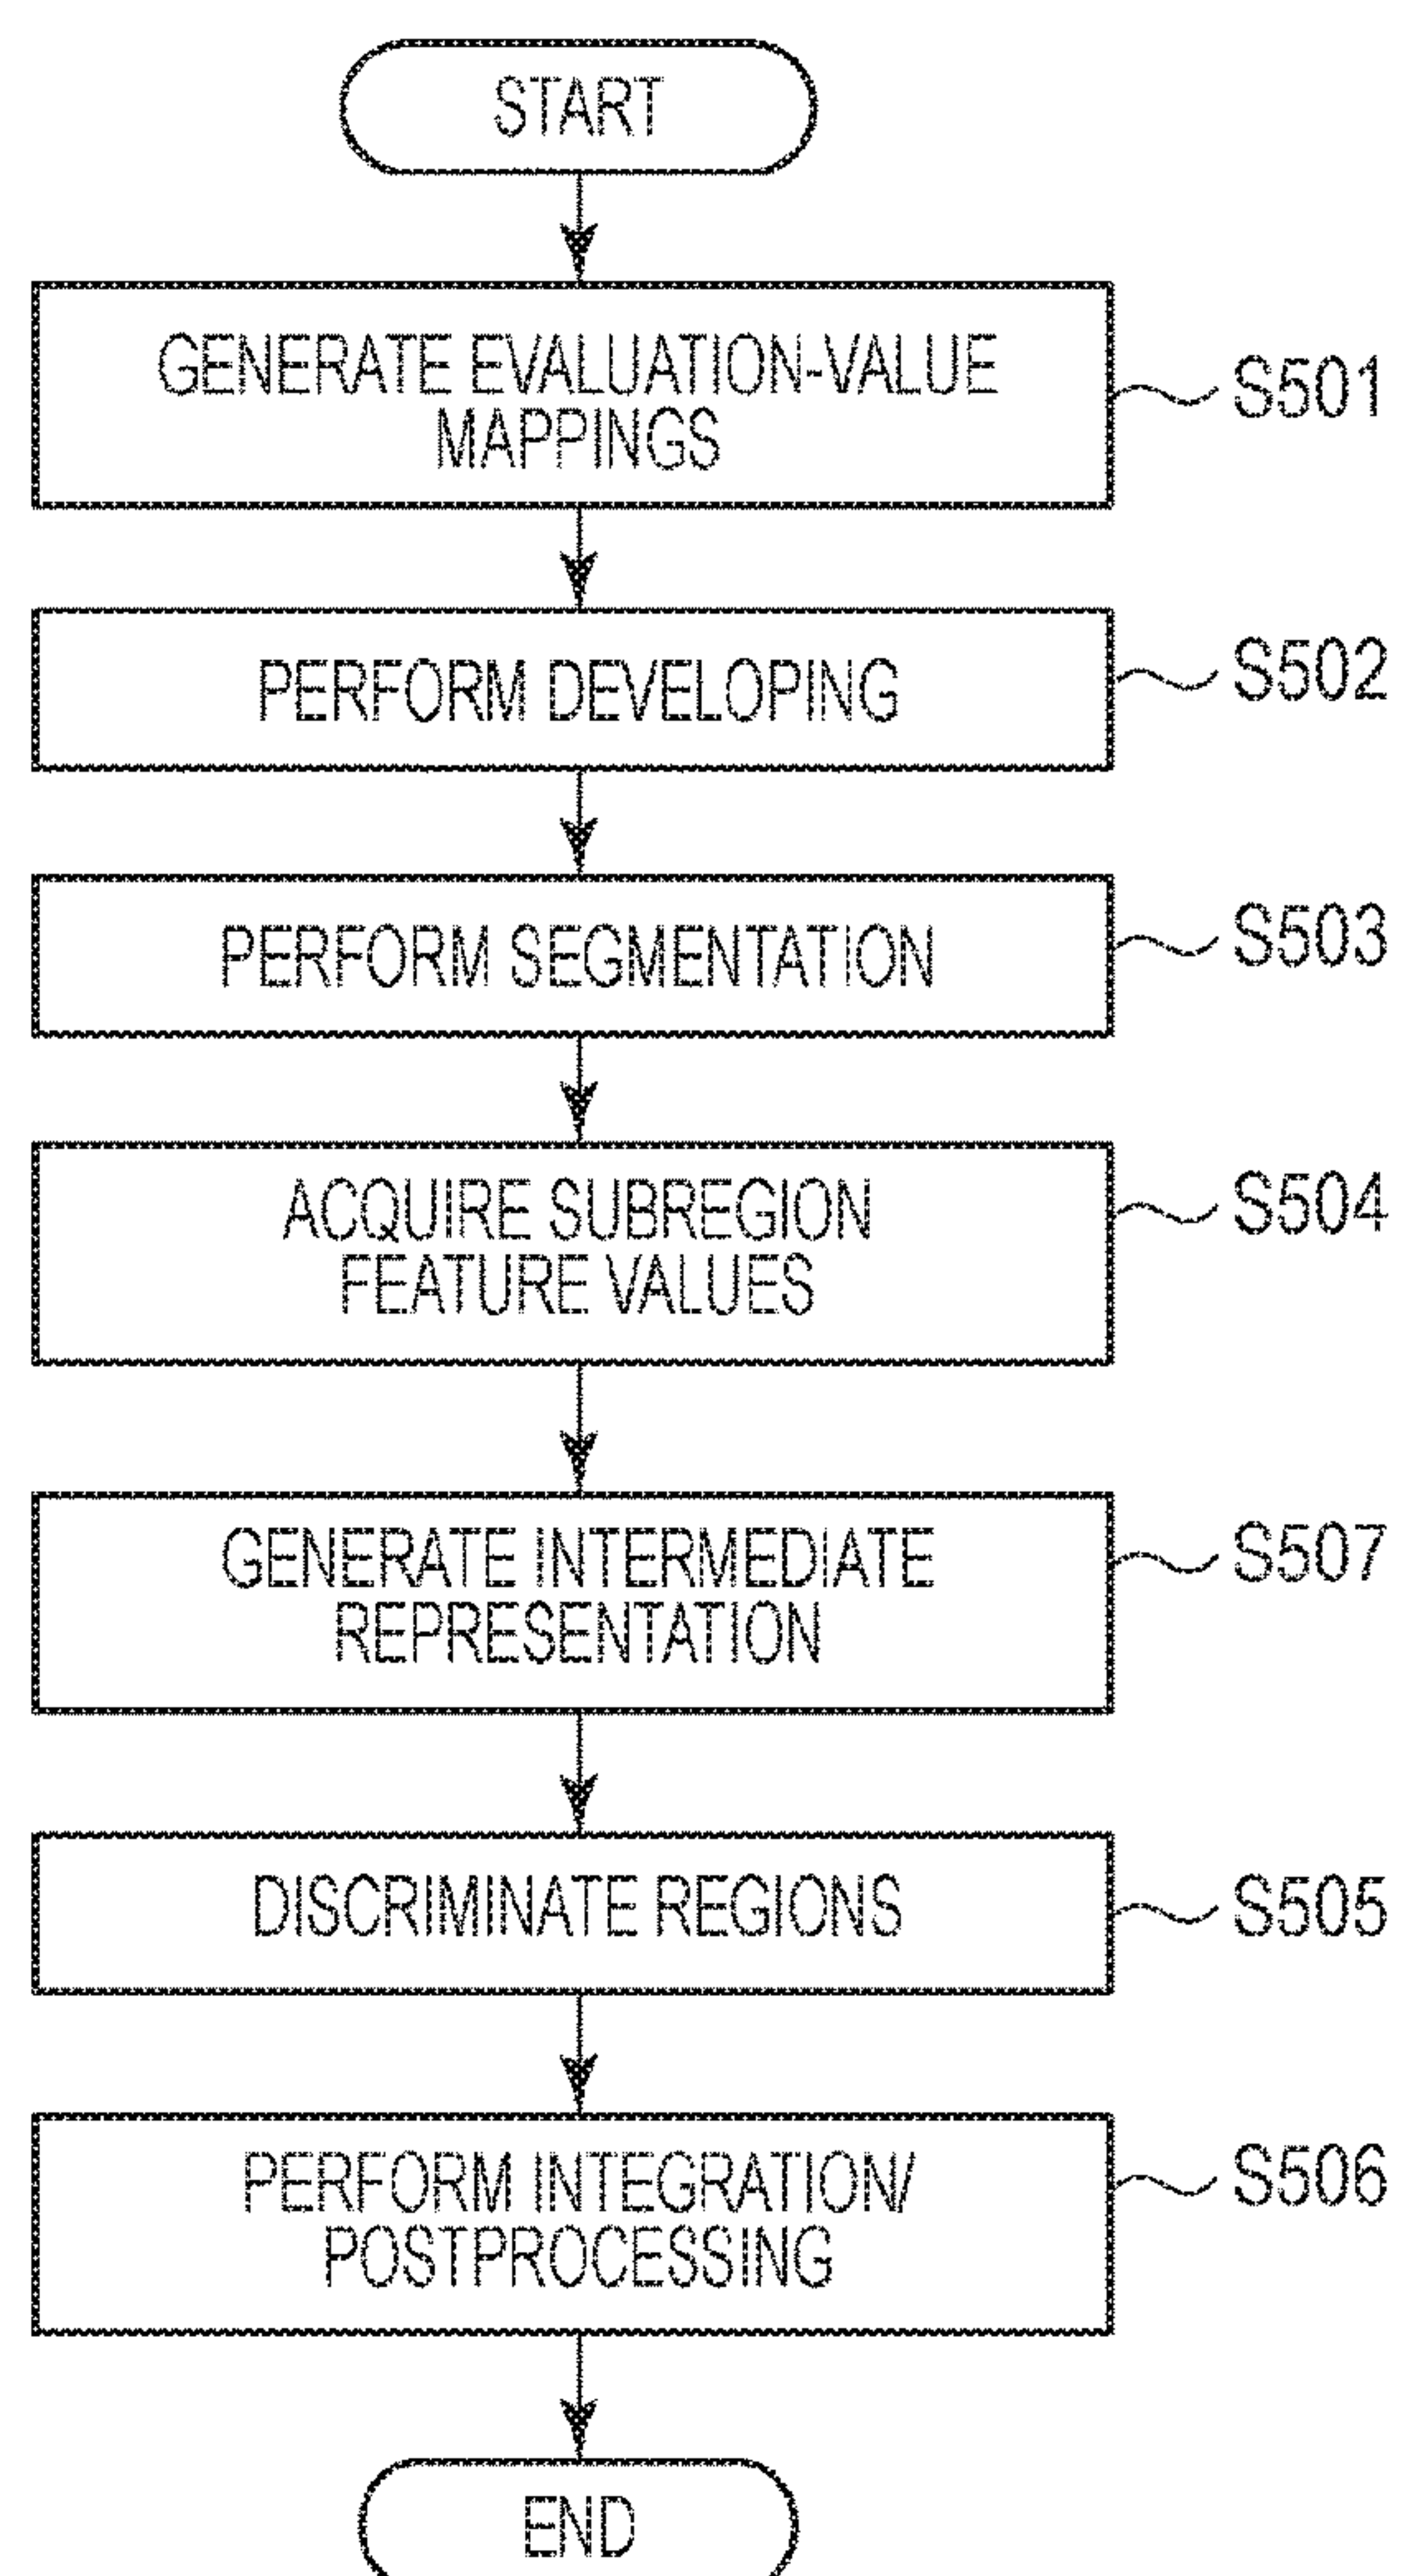 START
GENERATE EVALUATION-VALUE
MAPPINGS
S501
PERFORM DEVELOPING
S502
PERFORM SEGMENTATION
S503
ACQUIRE SUBREGION
FEATURE VALUES
S504
GENERATE INTERMEDIATE
REPRESENTATION
S507
DISCRIMINATE REGIONS
S505
PERFORM INTEGRATION/
POSTPROCESSING
S506
END